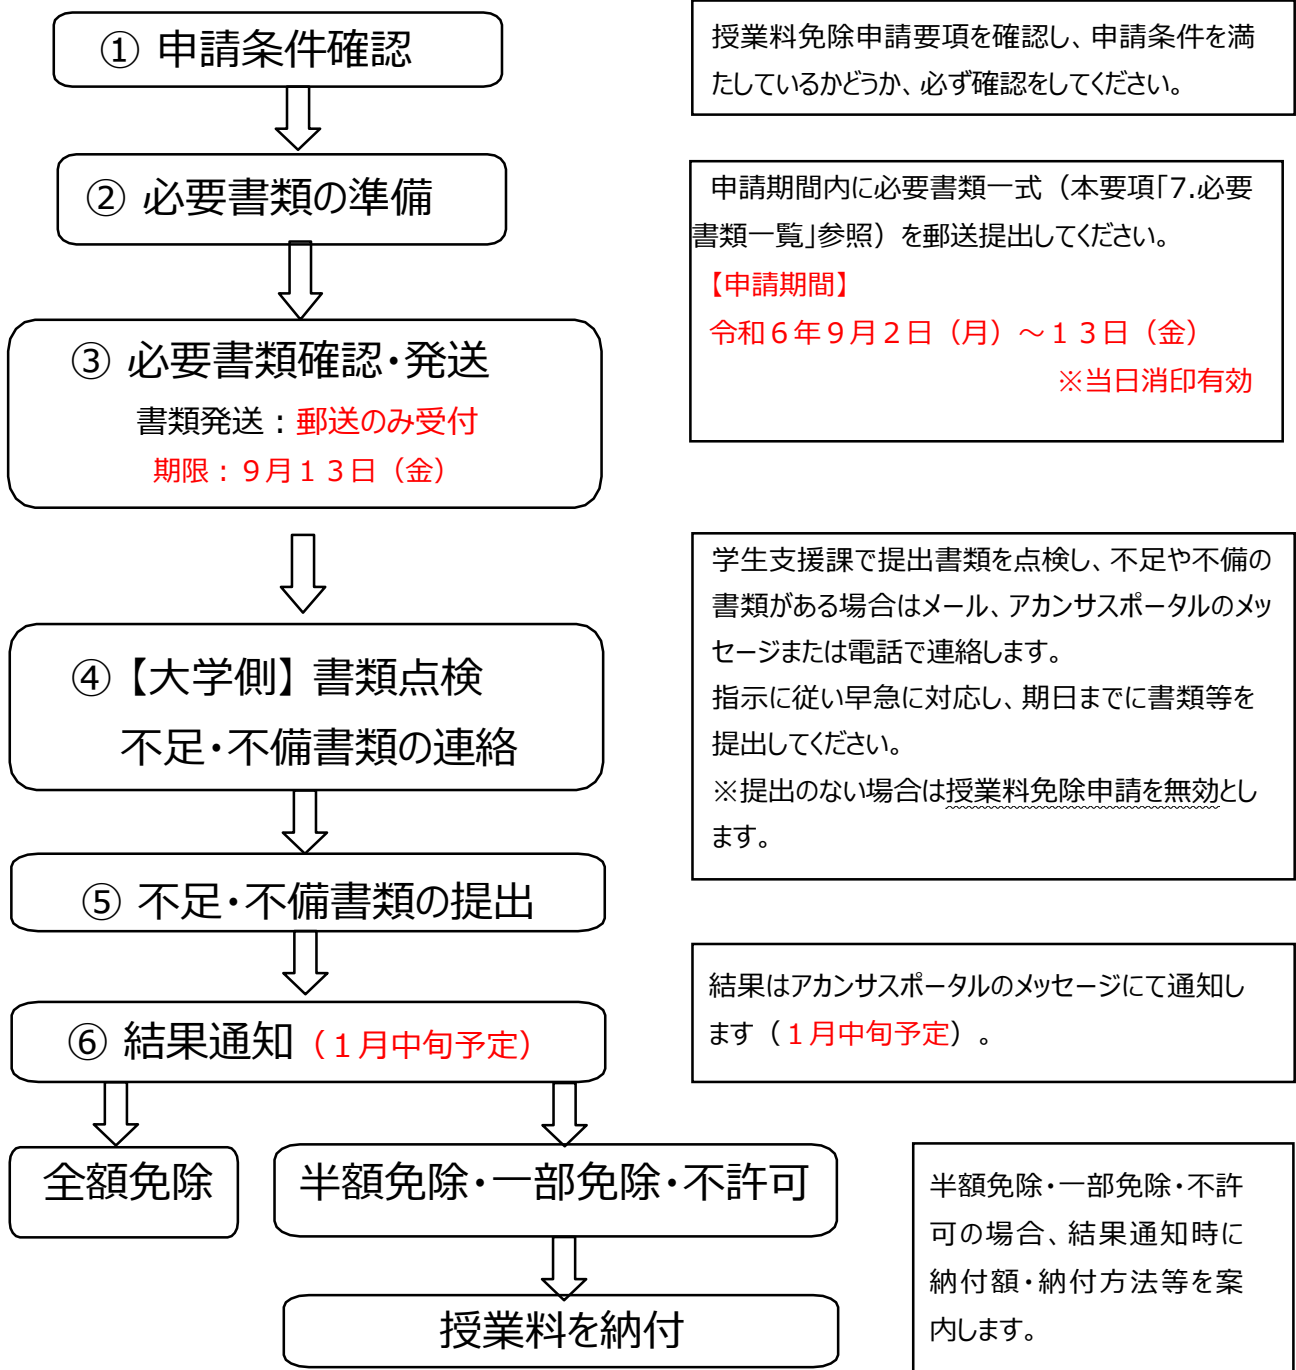 ① 申請条件確認
授業料免除申請要項を確認し、申請条件を満
たしているかどうか、必ず確認をしてください。
② 必要書類の準備
申請期間内に必要書類一式（本要項「7.必要
書類一覧」参照）を郵送提出してください。
【申請期間】
令和６年９月２日（月）～１３日（金）
※当日消印有効
③ 必要書類確認・発送
書類発送：郵送のみ受付
期限：９月１３日（金）
学生支援課で提出書類を点検し、不足や不備の
書類がある場合はメール、アカンサスポータルのメッ
セージまたは電話で連絡します。
指示に従い早急に対応し、期日までに書類等を
提出してください。
※提出のない場合は授業料免除申請を無効とし
ます。
④【大学側】書類点検
不足・不備書類の連絡
⑤ 不足・不備書類の提出
⑥ 結果通知（１月中旬予定）
結果はアカンサスポータルのメッセージにて通知し
ます（１月中旬予定）。
全額免除
半額免除・一部免除・不許可
授業料を納付
半額免除・一部免除・不許
可の場合、結果通知時に
納付額・納付方法等を案
内します。